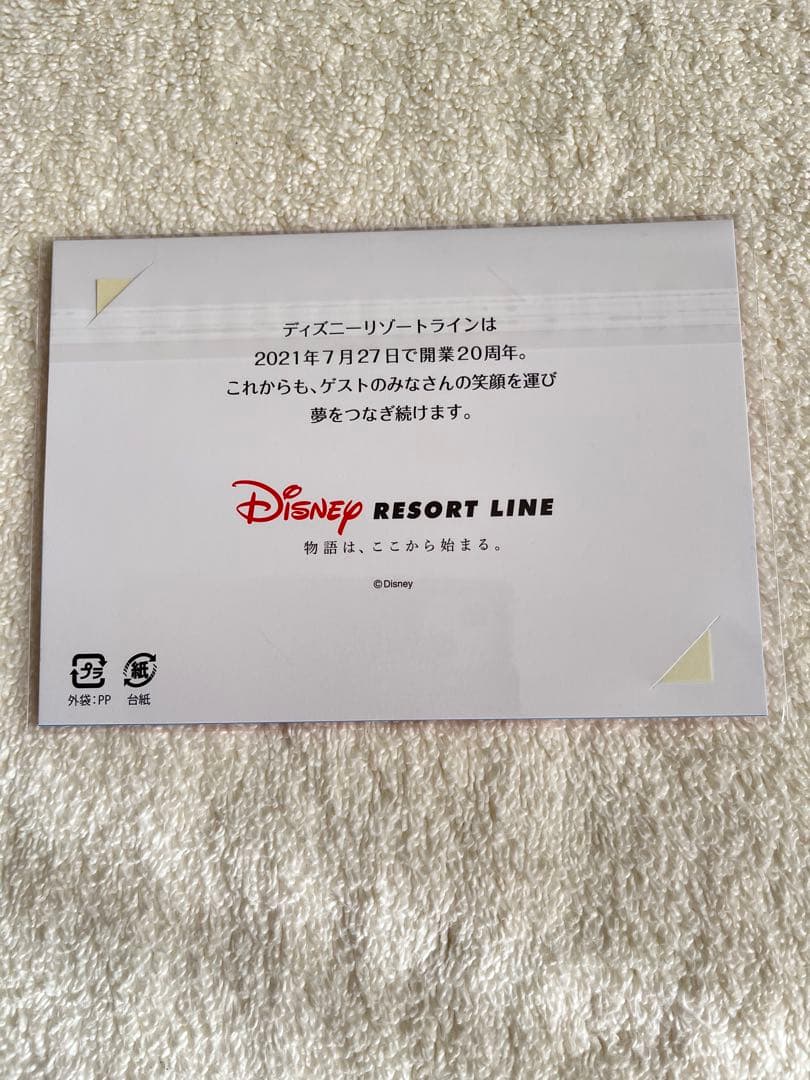 ディズニーリゾートラインは
2021年7月27日で開業20周年。
これからも、ゲストのみなさんの笑顔を運び
夢をつなぎ続けます。
Disney RESORT LINE
物語は、ここから始まる。
©Disney
プラ 紙
外袋:PP 台紙